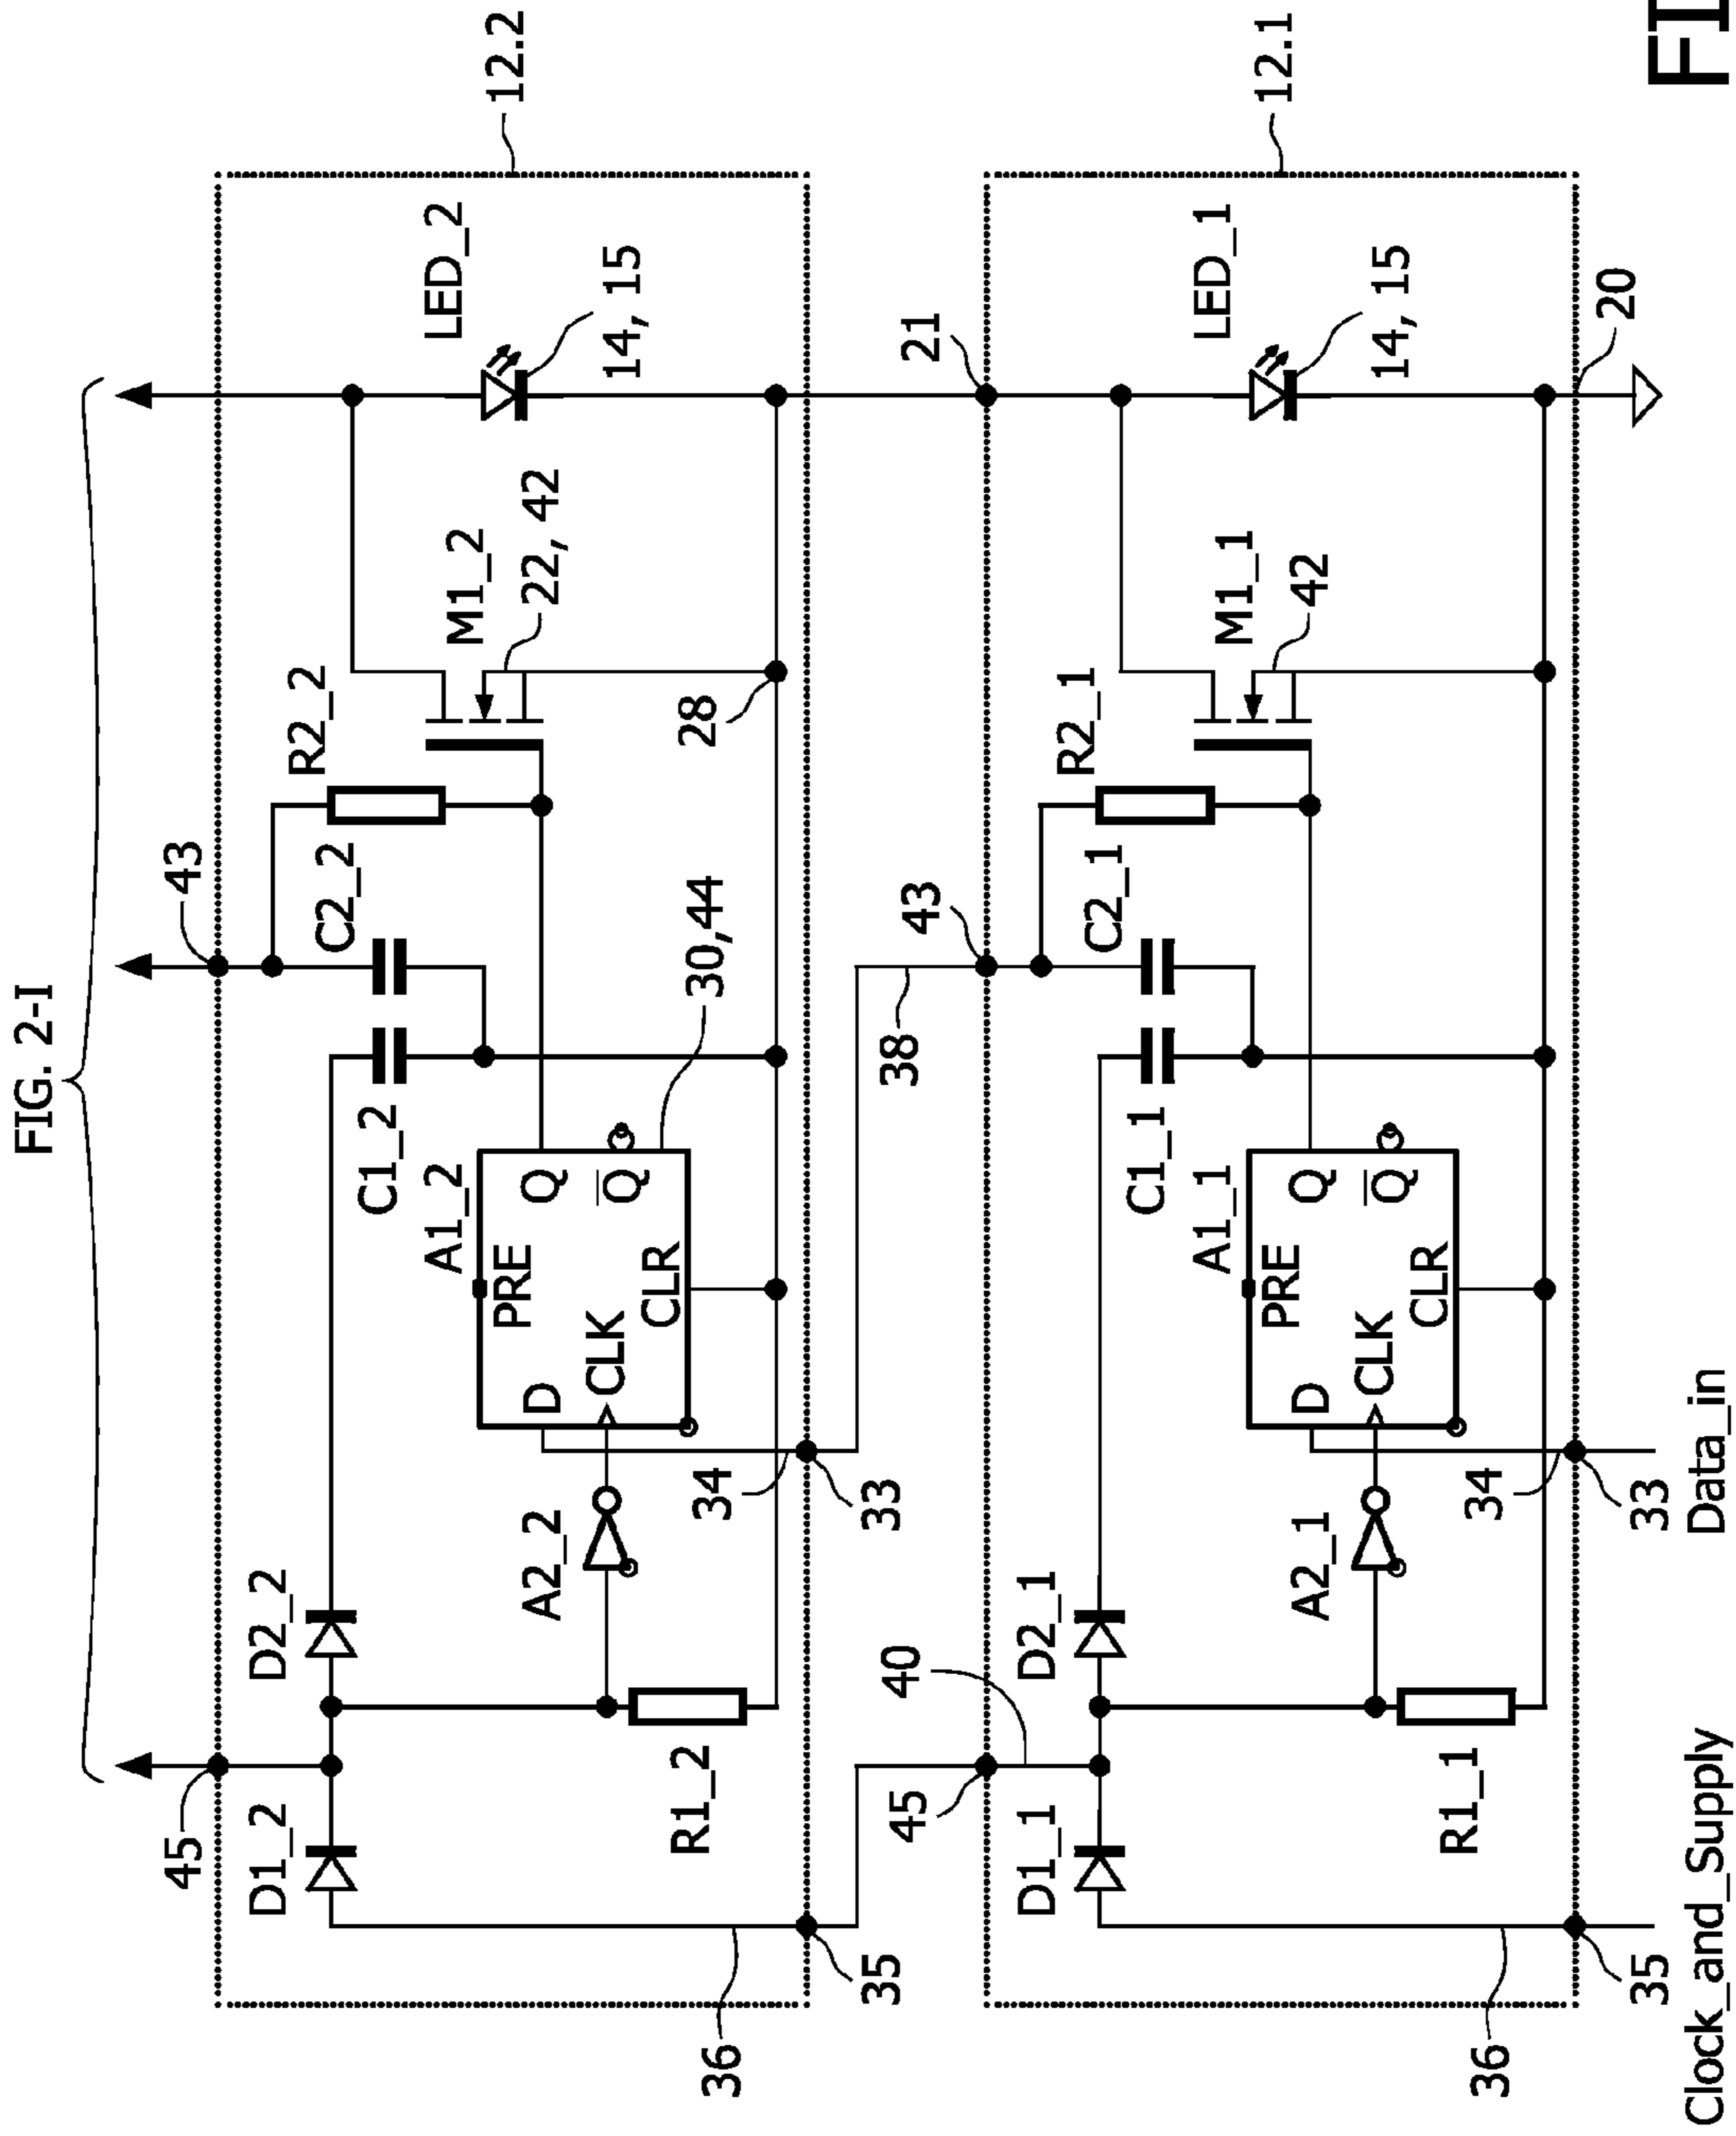 FIG. 2-I
45
43
12.2
D1_2
D2_2
R2_2
LED_2
C1_2
C2_2
M1_2
22, 42
14, 15
A1_2
PRE
D
Q
CLK
Q
CLR
A2_2
30,44
R1_2
28
36
34
35
33
38
21
45
40
43
12.1
D1_1
D2_1
R2_1
LED_1
C1_1
C2_1
M1_1
42
14, 15
A1_1
PRE
D
Q
CLK
Q
CLR
A2_1
R1_1
36
34
35
33
20
Clock_and_Supply
Data_in